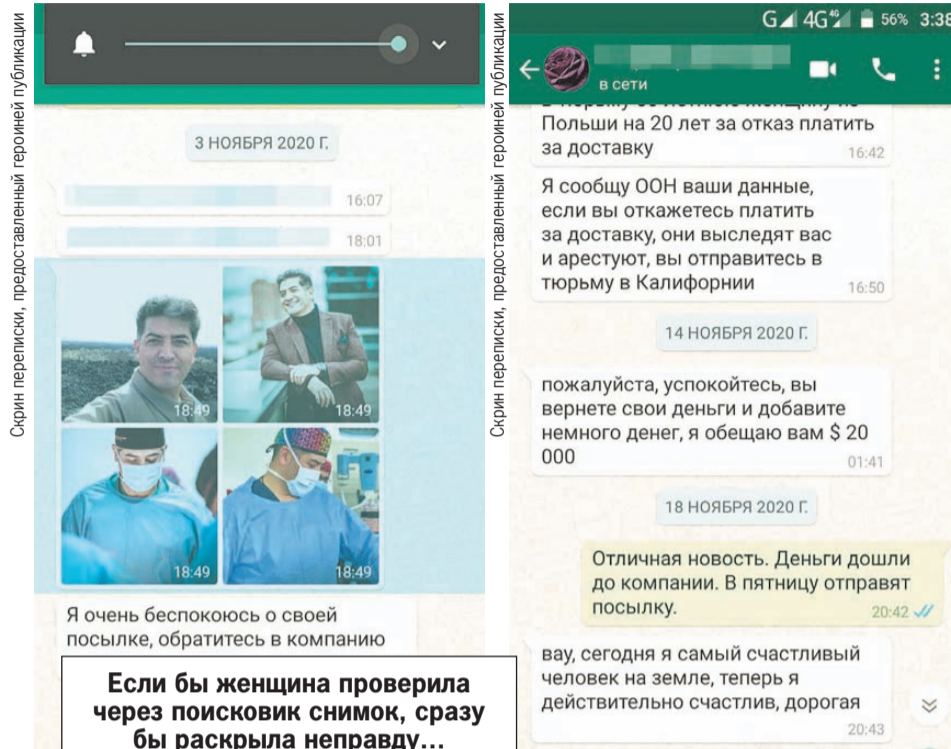 Скрин переписки, предоставленный героиней публикации
3 НОЯБРЯ 2020 Г.
16:07
18:01
18:49
18:49
18:49
18:49
Я очень беспокоюсь о своей
посылке, обратитесь в компанию
Если бы женщина проверила
через поисковик снимок, сразу
бы раскрыла неправду...
Скрин переписки, предоставленный героиней публикации
G 4G 4G 56% 3:38
в сети
Польши на 20 лет за отказ платить
за доставку
16:42
Я сообщу ООН ваши данные,
если вы откажетесь платить
за доставку, они выследят вас
и арестуют, вы отправитесь в
тюрьму в Калифорнии
16:50
14 НОЯБРЯ 2020 Г.
пожалуйста, успокойтесь, вы
вернете свои деньги и добавите
немного денег, я обещаю вам $ 20
000
01:41
18 НОЯБРЯ 2020 Г.
Отличная новость. Деньги дошли
до компании. В пятницу отправят
посылку.
20:42
вау, сегодня я самый счастливый
человек на земле, теперь я
действительно счастлив, дорогая
20:43